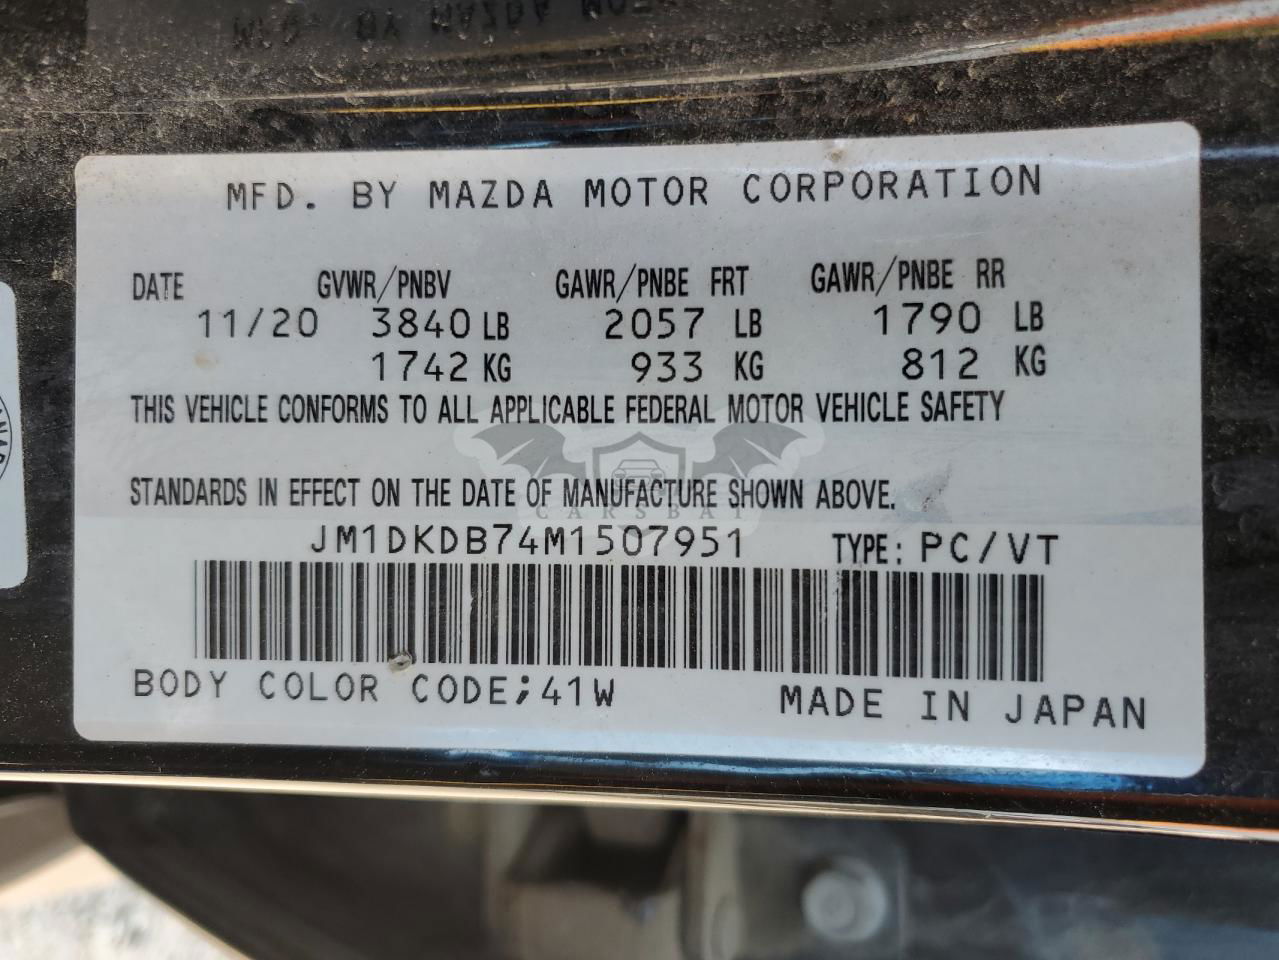 MFD. BY MAZDA MOTOR CORPORATION
DATE GVWR/PNBV GAWR/PNBE FRT GAWR/PNBE RR
11/20 3840 LB 2057 LB 1790 LB
1742 KG 933 KG 812 KG
THIS VEHICLE CONFORMS TO ALL APPLICABLE FEDERAL MOTOR VEHICLE SAFETY
STANDARDS IN EFFECT ON THE DATE OF MANUFACTURE SHOWN ABOVE.
CARSBAT
JM1DKDB74M1507951 TYPE: PC/VT
BODY COLOR CODE;41W MADE IN JAPAN